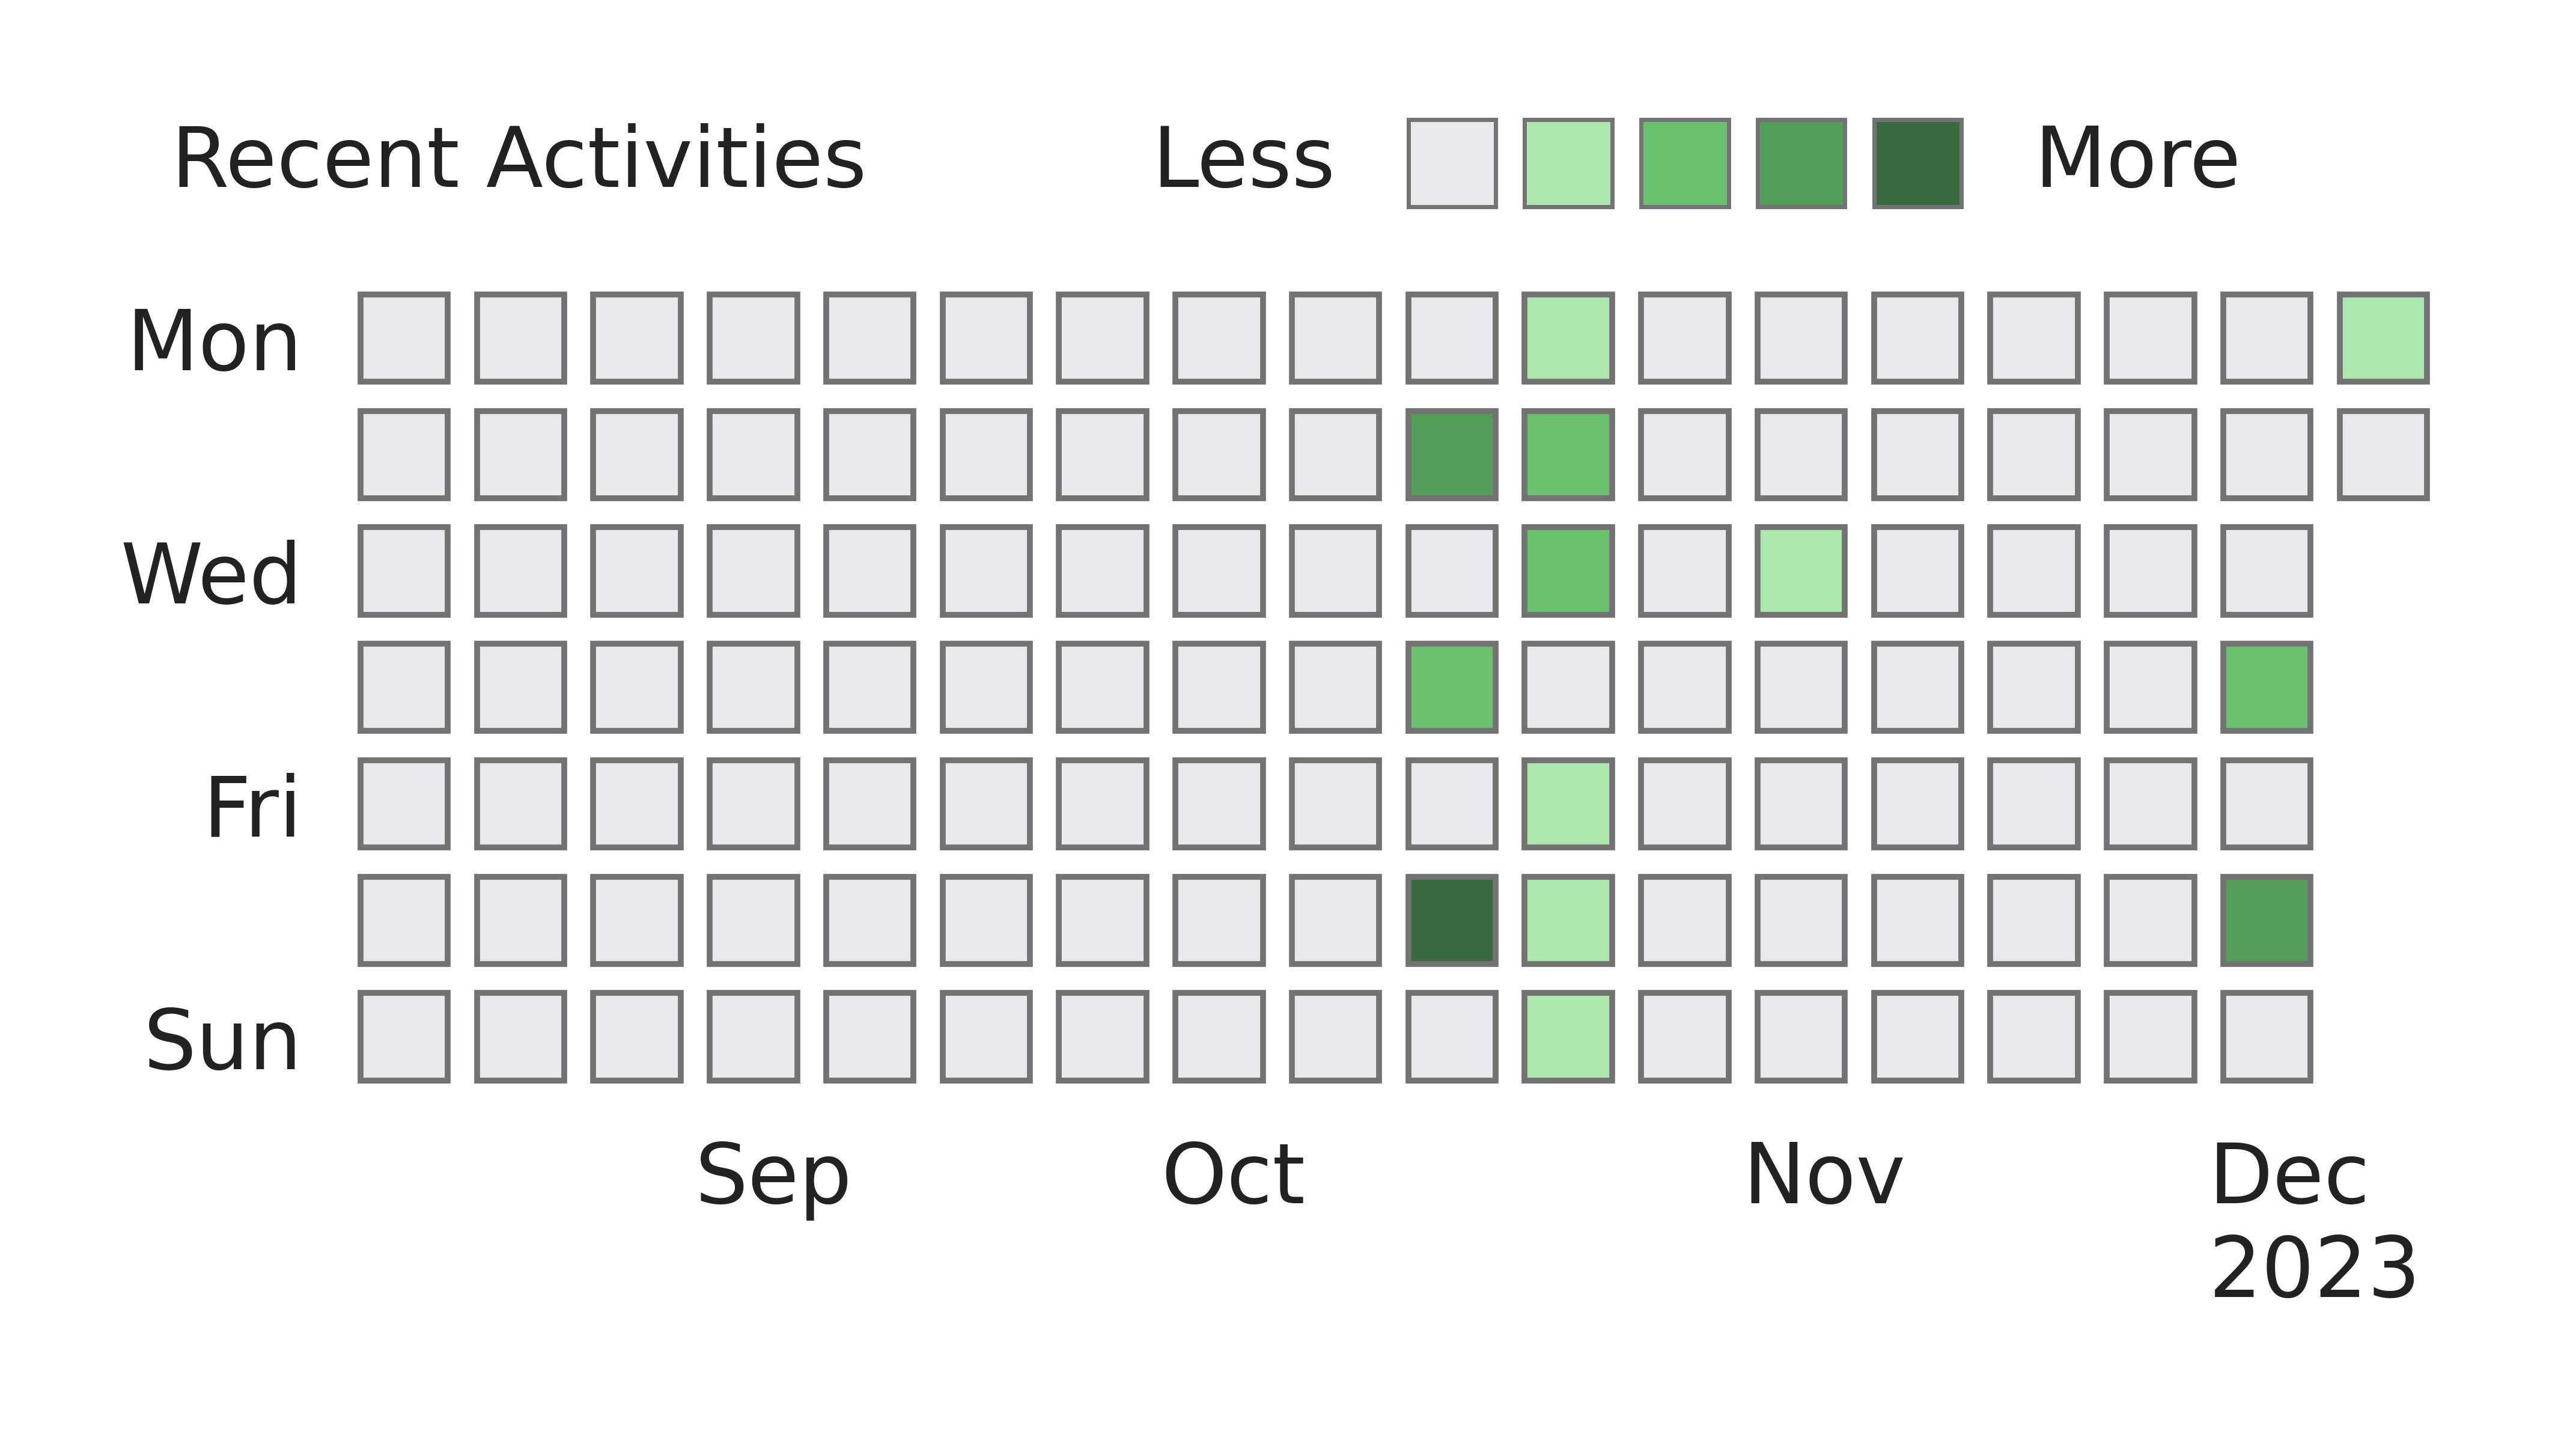 Recent Activities
Less More
Mon
Wed
Fri
Sun
Sep Oct Nov Dec
2023